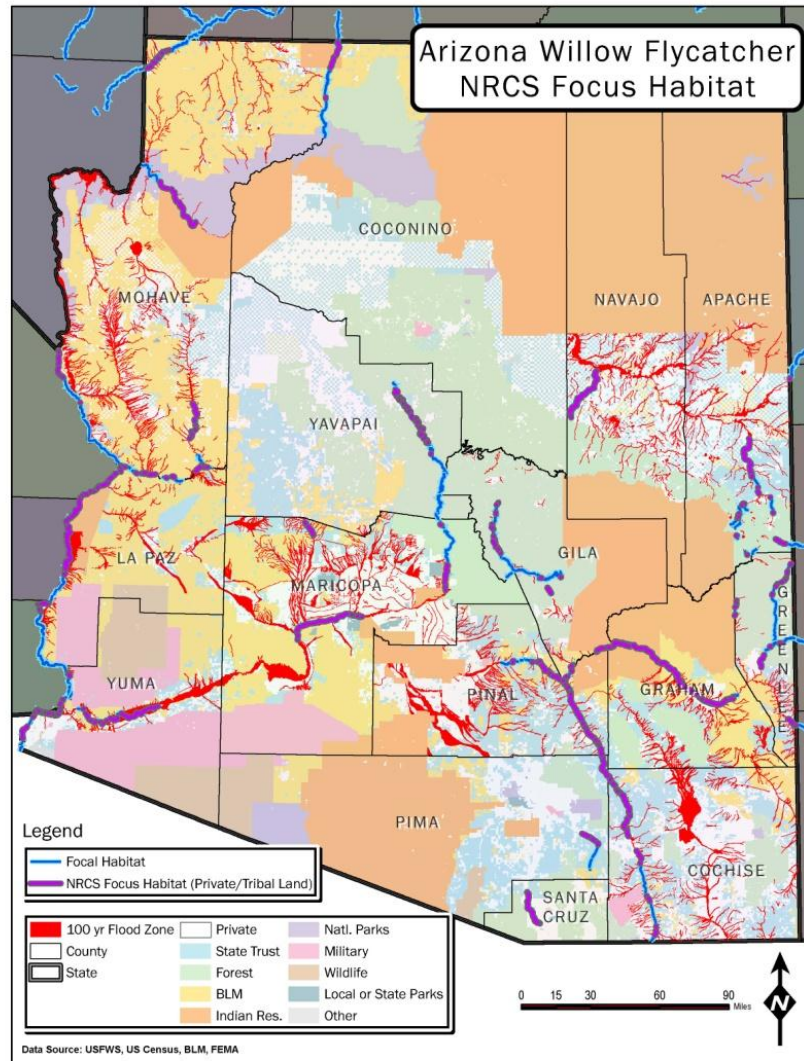 Arizona Willow Flycatcher
NRCS Focus Habitat
COCONINO
MOHAVE
NAVAJO
APACHE
YAVAPAI
GILA
LA PAZ
MARICOPA
GREENLEE
YUMA
PINAL
GRAHAM
PIMA
COCHISE
SANTA
CRUZ
Legend
Focal Habitat
NRCS Focus Habitat (Private/Tribal Land)
100 yr Flood Zone
County
State
Private
State Trust
Forest
BLM
Indian Res.
Natl. Parks
Military
Wildlife
Local or State Parks
Other
0 15 30 60 90
Miles
N
Data Source: USFWS, US Census, BLM, FEMA